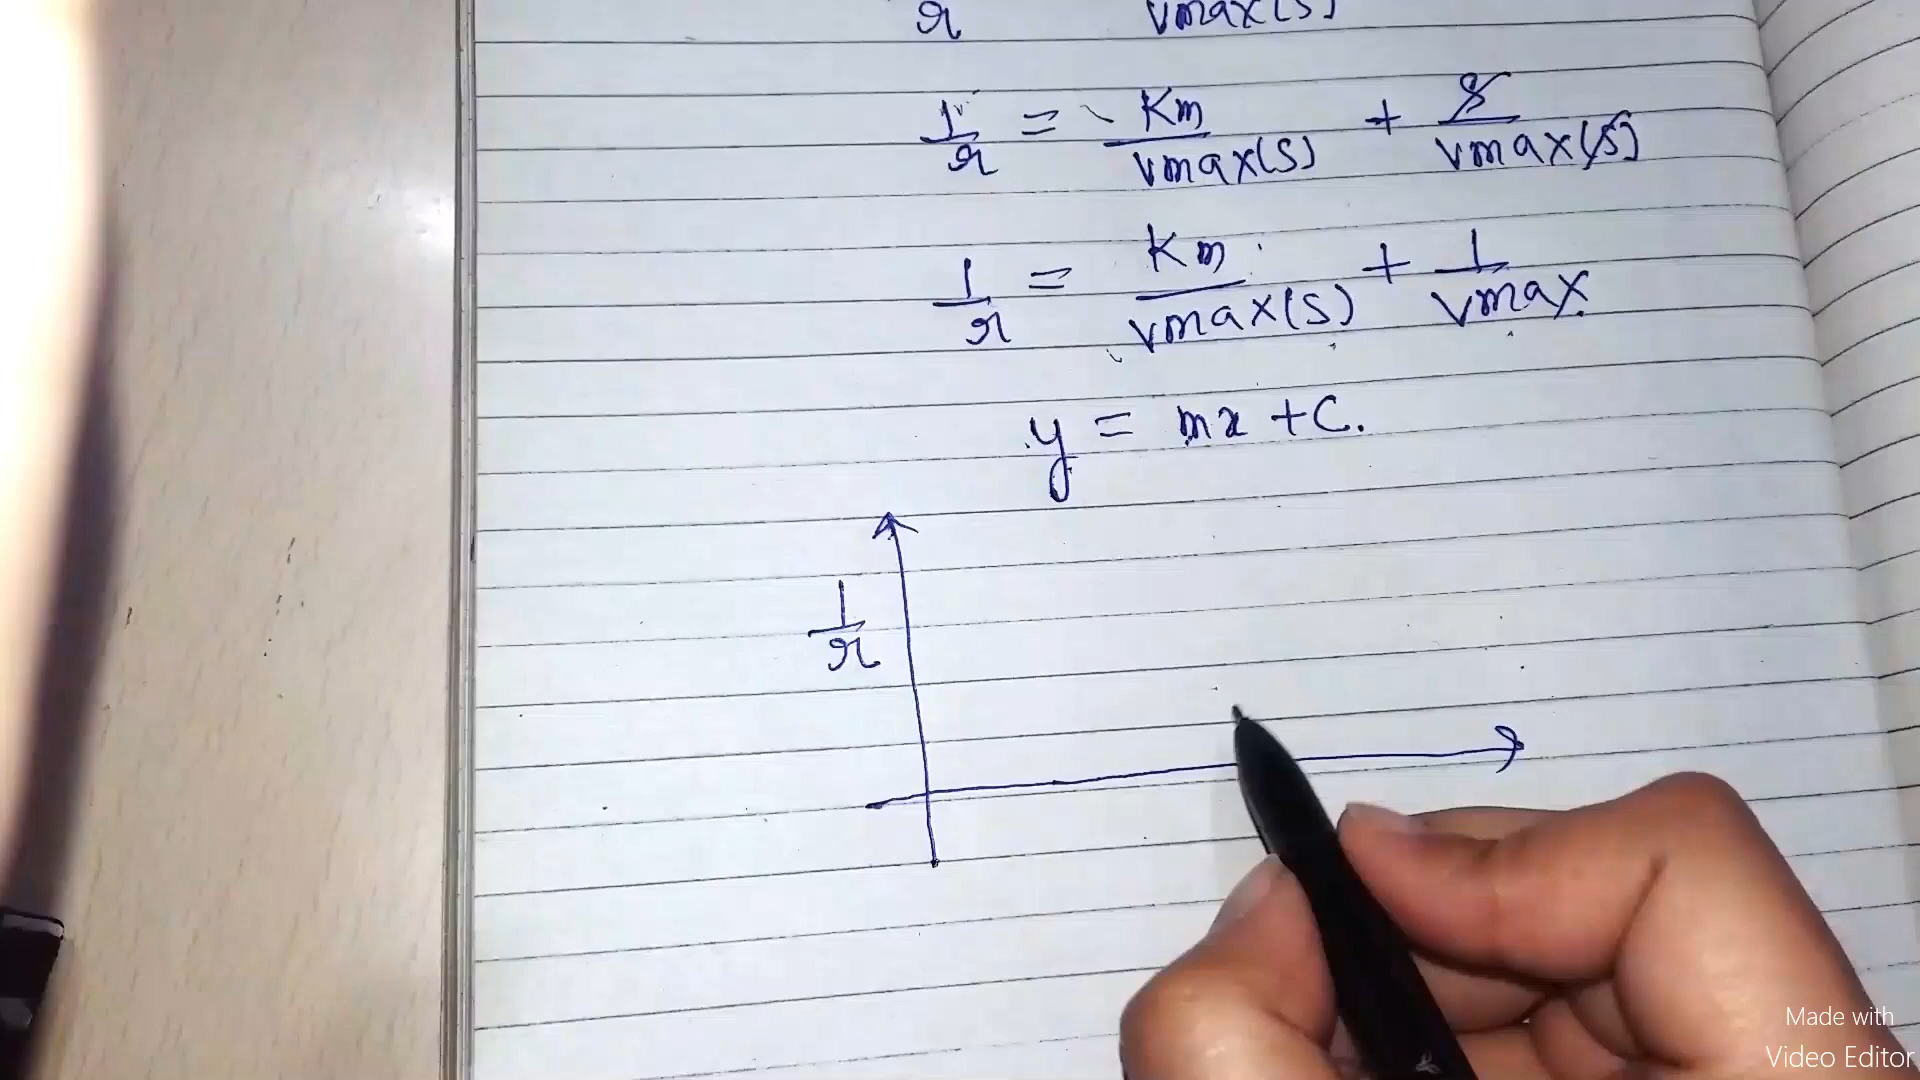 r vmax(s)
1/r = Km/vmax(s) + s/vmax(s)
1/r = Km/vmax(s) + 1/vmax
y = mx + c.
1/r
Made with
Video Editor